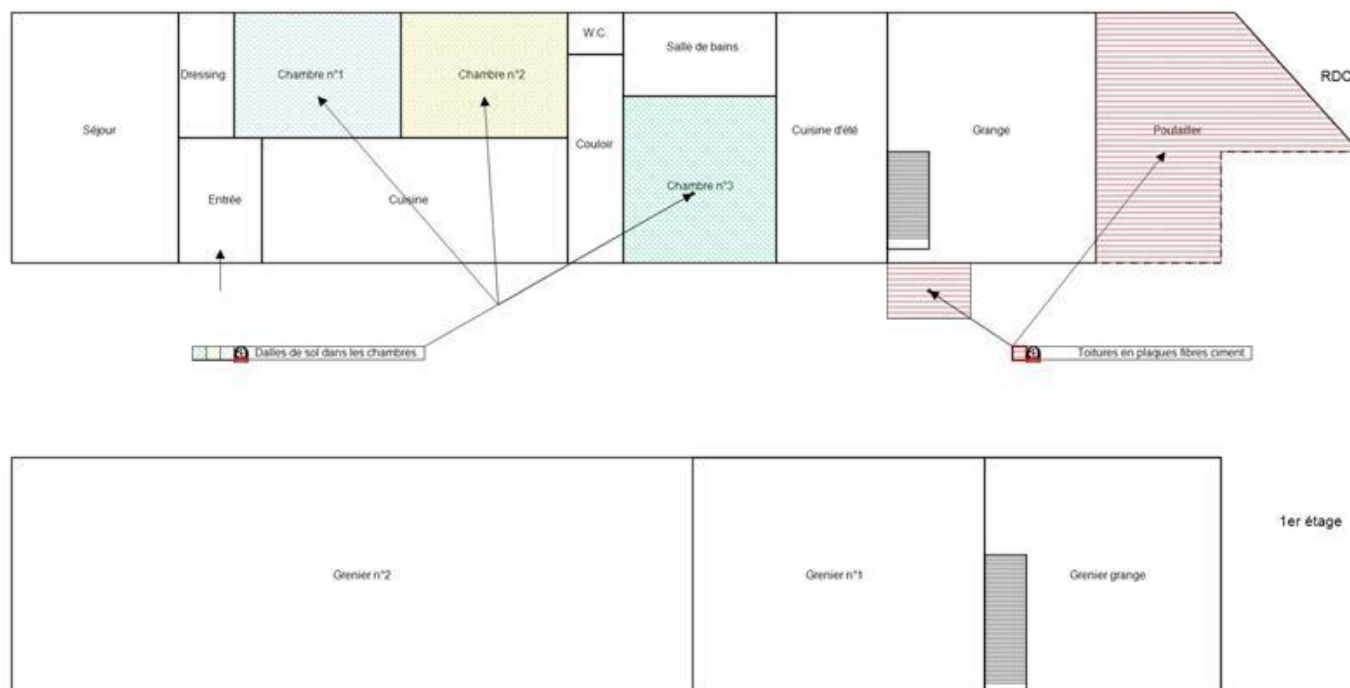 W.C.
Salle de bains
RDC
Dressing
Chambre n°1
Chambre n°2
Séjour
Cuisine d'été
Grange
Poulailler
Couloir
Chambre n°3
Entrée
Cuisine
a Dalles de sol dans les chambres.
a Toitures en plaques fibres ciment
1er étage
Grenier n°2
Grenier n°1
Grenier grange